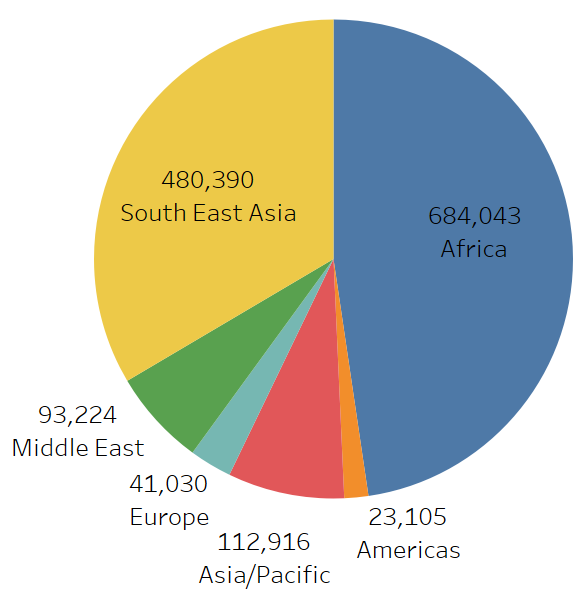 480,390
South East Asia
684,043
Africa
93,224
Middle East
41,030
Europe
112,916
Asia/Pacific
23,105
Americas